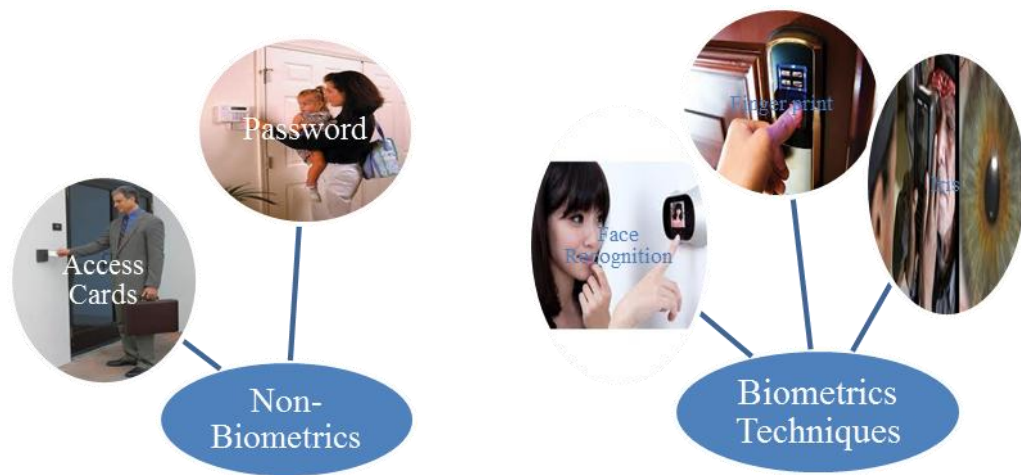 Password
Access
Cards
Non-
Biometrics
Finger print
Face
Recognition
Iris
Biometrics
Techniques